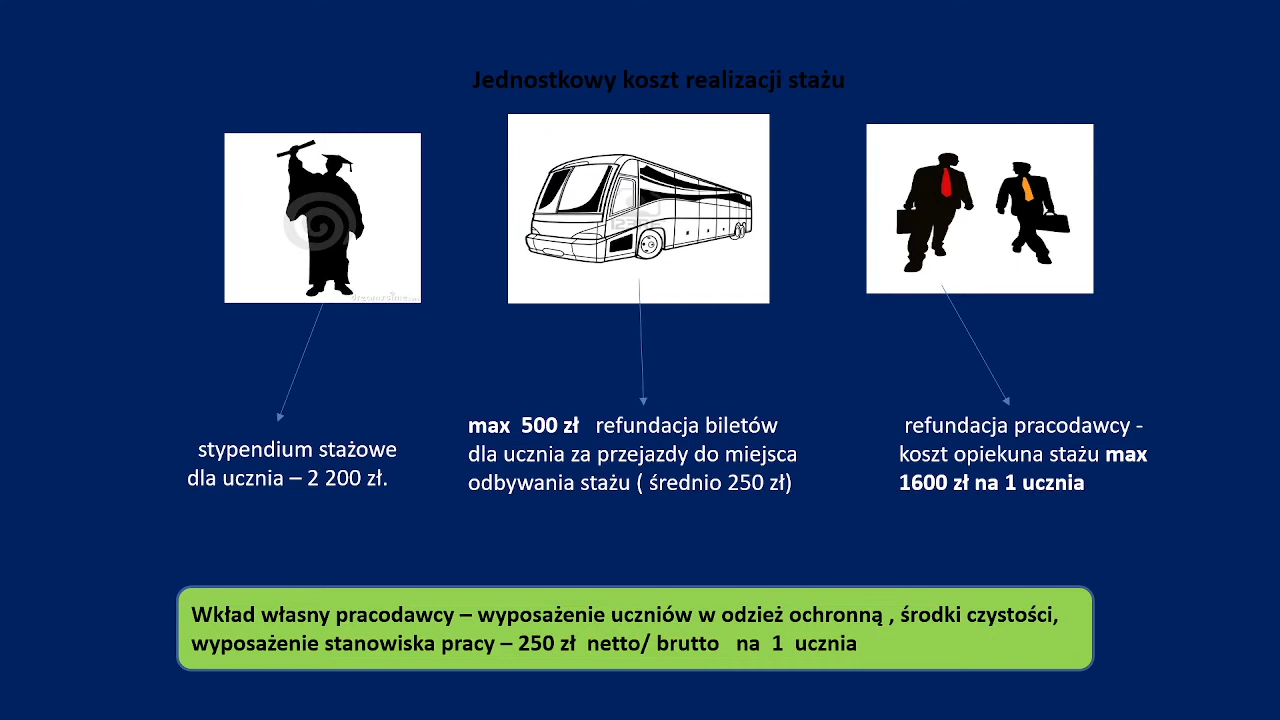 Jednostkowy koszt realizacji stażu
stypendium stażowe
dla ucznia – 2 200 zł.
max 500 zł refundacja biletów
dla ucznia za przejazdy do miejsca
odbywania stażu ( średnio 250 zł)
refundacja pracodawcy -
koszt opiekuna stażu max
1600 zł na 1 ucznia
Wkład własny pracodawcy – wyposażenie uczniów w odzież ochronną , środki czystości,
wyposażenie stanowiska pracy – 250 zł netto/ brutto na 1 ucznia